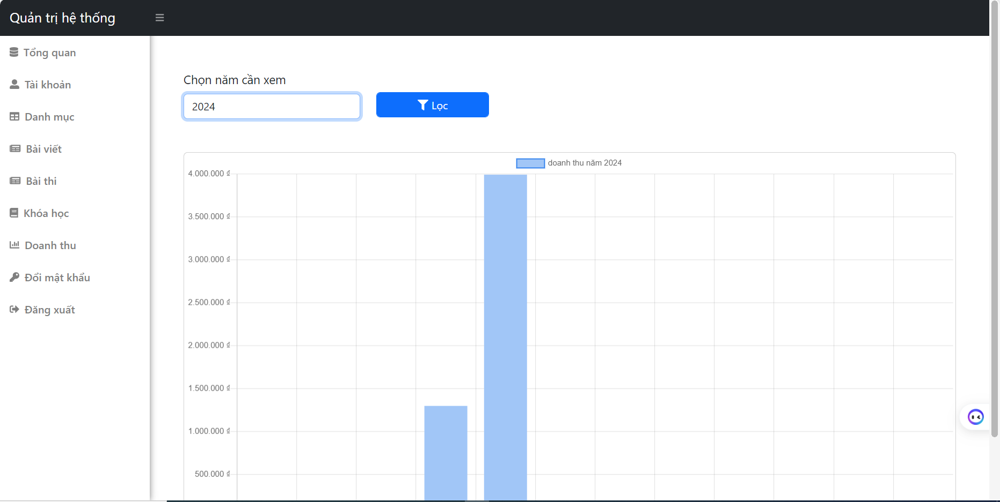 Quản trị hệ thống
Tổng quan
Tài khoản
Danh mục
Bài viết
Bài thi
Khóa học
Doanh thu
Đổi mật khẩu
Đăng xuất
Chọn năm cần xem
2024
Lọc
doanh thu năm 2024
4.000.000 ₫
3.500.000 ₫
3.000.000 ₫
2.500.000 ₫
2.000.000 ₫
1.500.000 ₫
1.000.000 ₫
500.000 ₫